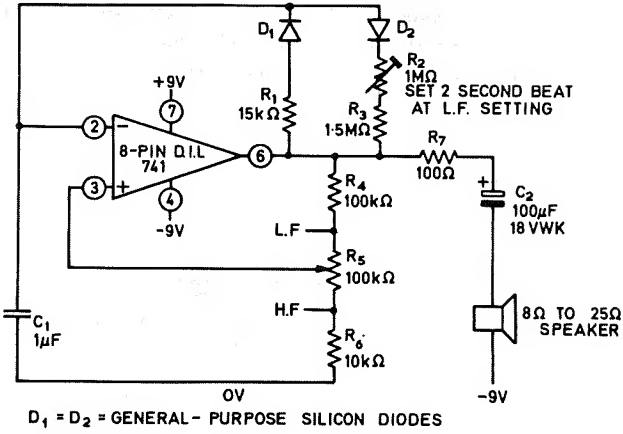 D1
D2
R2
1MΩ
SET 2 SECOND BEAT
AT L.F. SETTING
+9V
7
R1
15kΩ
R3
1·5MΩ
2
−
8-PIN D.I.L
741
6
3
+
4
-9V
R7
100Ω
R4
100kΩ
+
C2
100µF
18 VWK
L.F
R5
100kΩ
H.F
C1
1µF
R6
10kΩ
8Ω TO 25Ω
SPEAKER
0V
-9V
D1 = D2 = GENERAL- PURPOSE SILICON DIODES